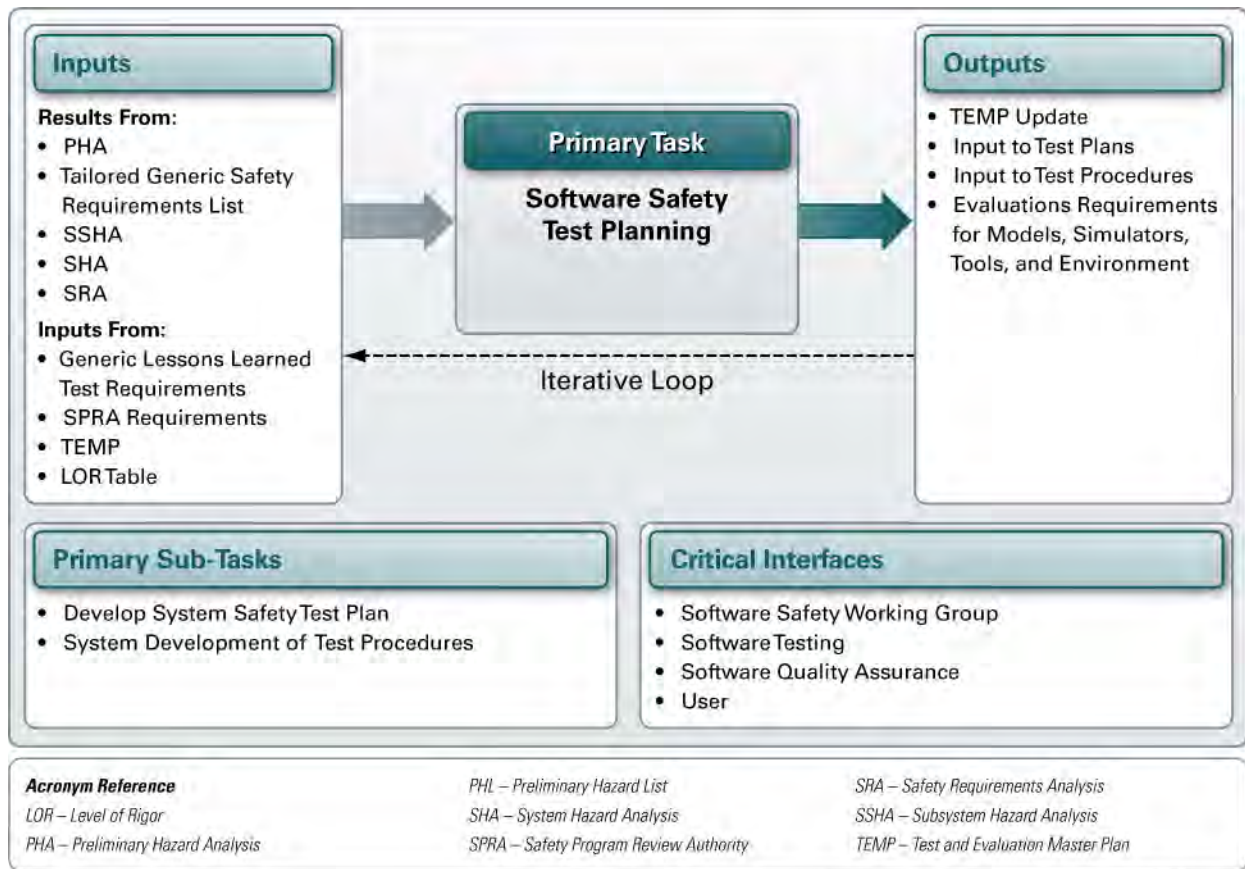 Inputs
Results From:
• PHA
• Tailored Generic Safety
Requirements List
• SSHA
• SHA
• SRA
Inputs From:
• Generic Lessons Learned
Test Requirements
• SPRA Requirements
• TEMP
• LOR Table
Primary Task
Software Safety
Test Planning
Iterative Loop
Outputs
• TEMP Update
• Input to Test Plans
• Input to Test Procedures
• Evaluations Requirements
for Models, Simulators,
Tools, and Environment
Primary Sub-Tasks
• Develop System Safety Test Plan
• System Development of Test Procedures
Critical Interfaces
• Software Safety Working Group
• Software Testing
• Software Quality Assurance
• User
Acronym Reference
LOR – Level of Rigor
PHA – Preliminary Hazard Analysis
PHL – Preliminary Hazard List
SHA – System Hazard Analysis
SPRA – Safety Program Review Authority
SRA – Safety Requirements Analysis
SSHA – Subsystem Hazard Analysis
TEMP – Test and Evaluation Master Plan